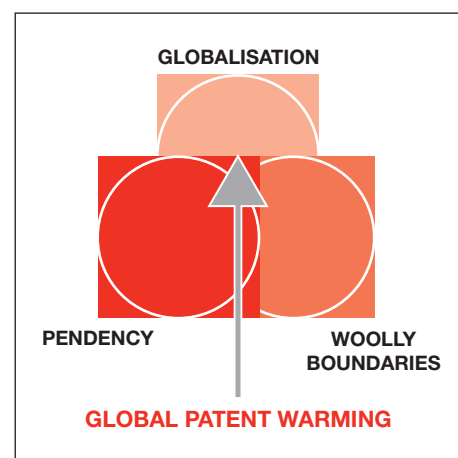 GLOBALISATION
PENDENCY
WOOLLY
BOUNDARIES
GLOBAL PATENT WARMING